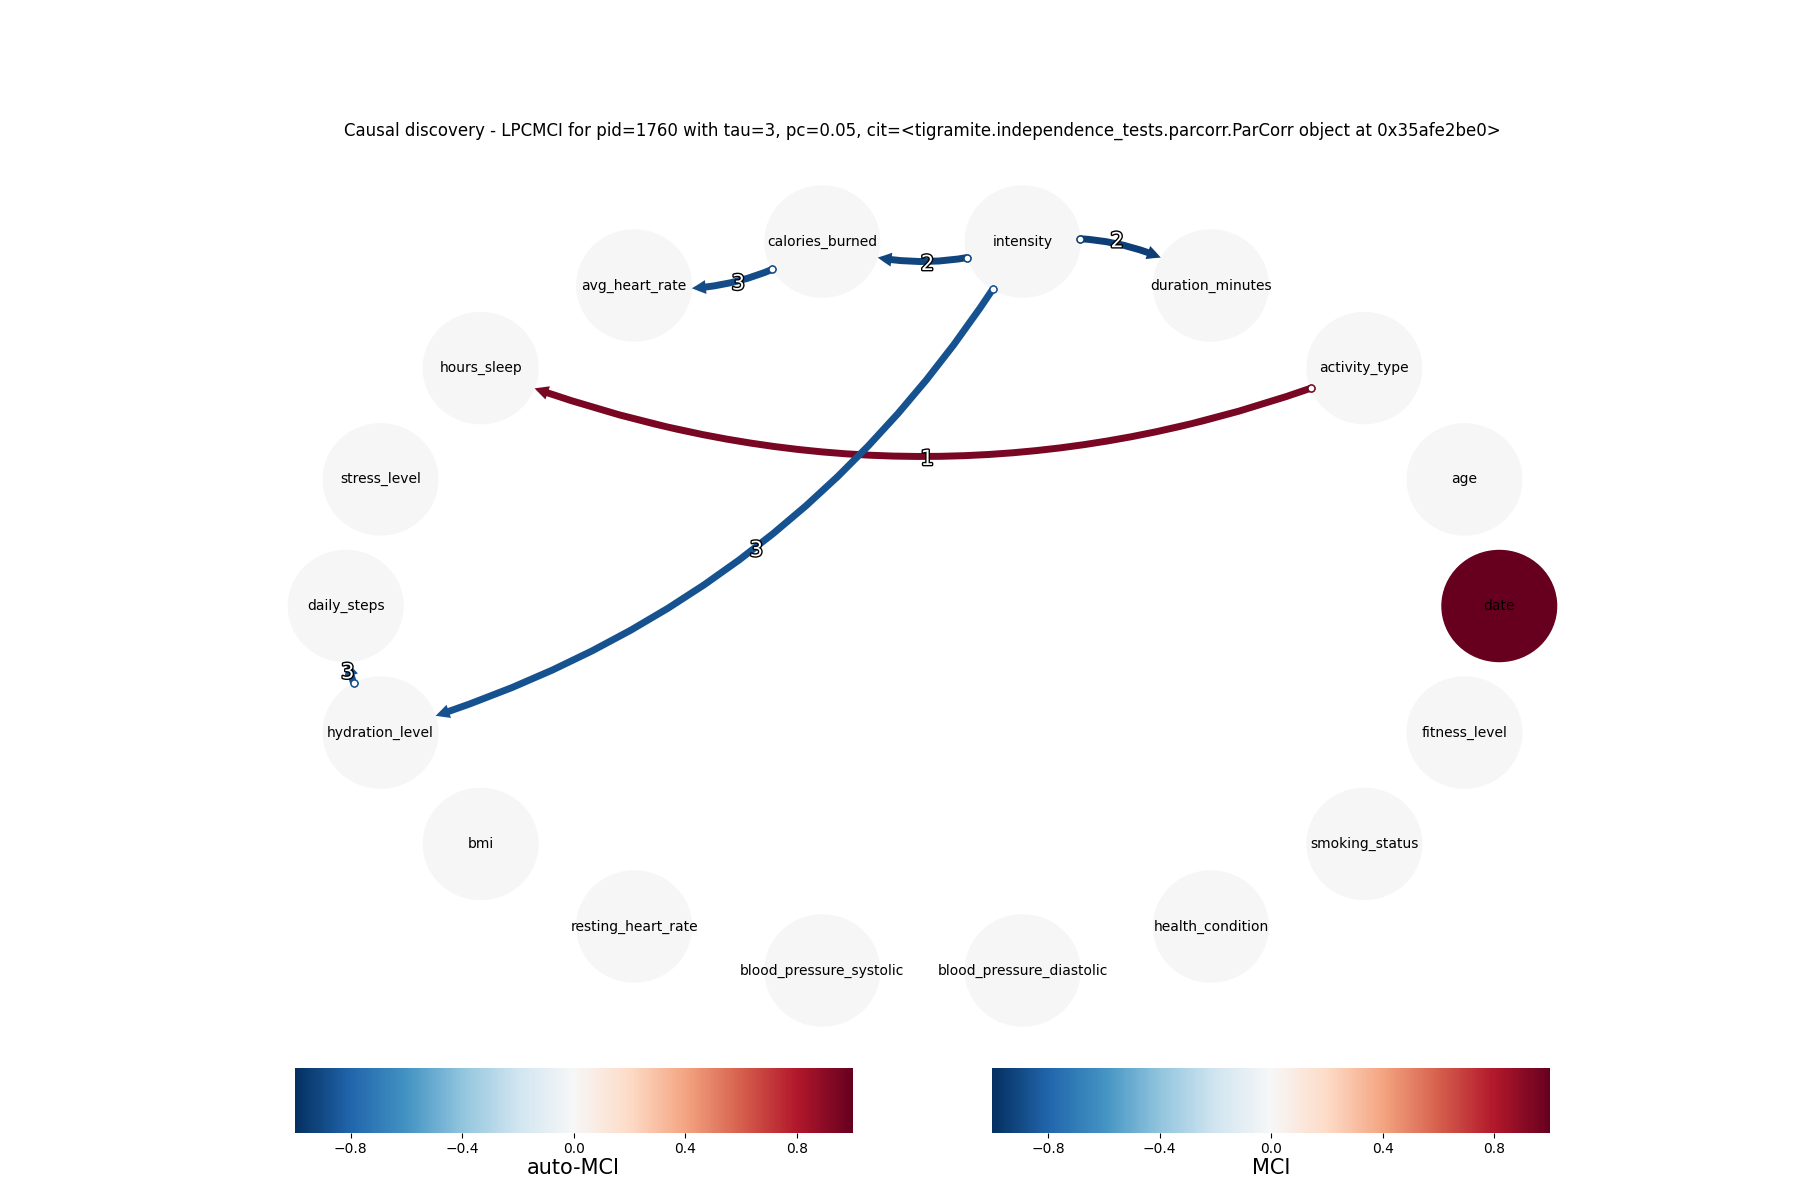 Causal discovery - LPCMCI for pid=1760 with tau=3, pc=0.05, cit=<tigramite.independence_tests.parcorr.ParCorr object at 0x35afe2be0>
calories_burned
intensity
2
2
3
avg_heart_rate
duration_minutes
hours_sleep
activity_type
1
stress_level
age
3
daily_steps
date
3
hydration_level
fitness_level
bmi
smoking_status
resting_heart_rate
health_condition
blood_pressure_systolic
blood_pressure_diastolic
−0.8 −0.4 0.0 0.4 0.8
auto-MCI
−0.8 −0.4 0.0 0.4 0.8
MCI